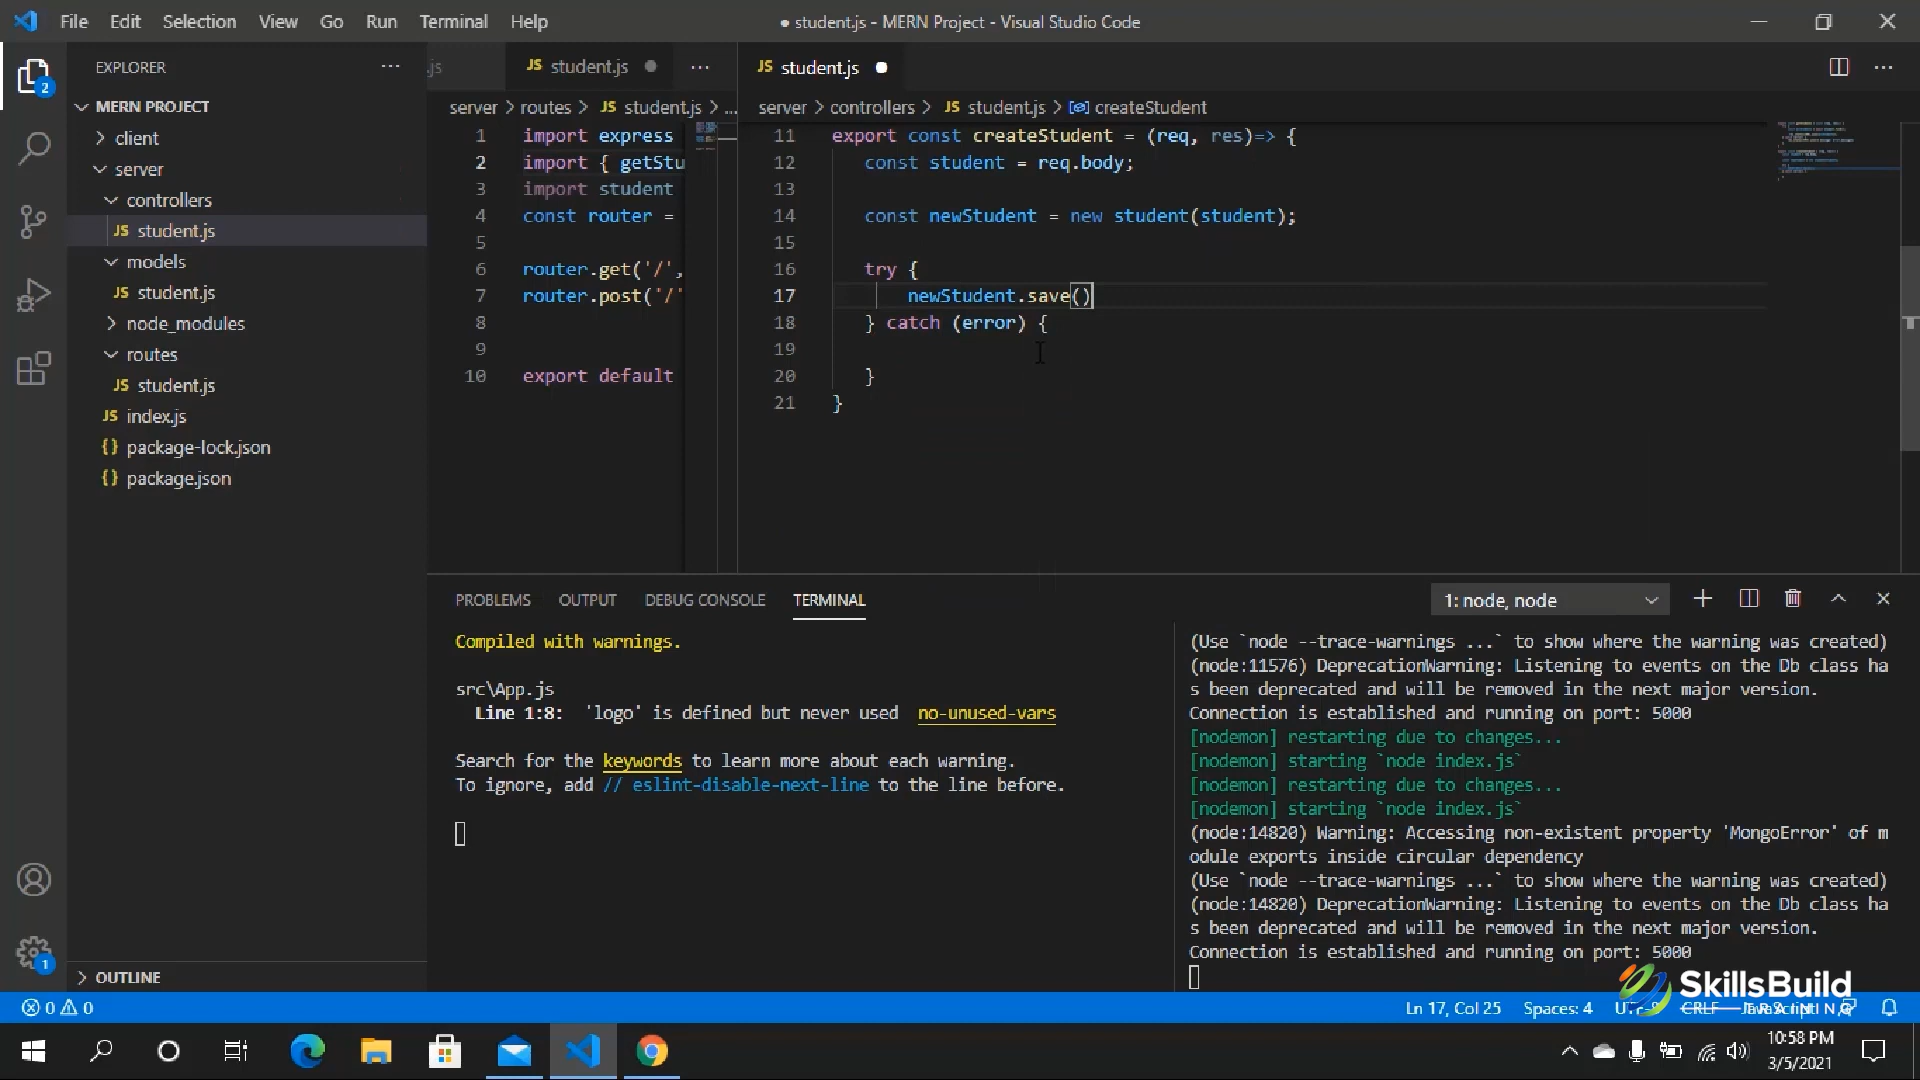 File Edit Selection View Go Run Terminal Help
● student.js - MERN Project - Visual Studio Code
EXPLORER
MERN PROJECT
client
server
controllers
JS student.js
models
JS student.js
node_modules
routes
JS student.js
JS index.js
{} package-lock.json
{} package.json
OUTLINE
2
1
.js
JS student.js
server > routes > JS student.js > ...
1 import express
2 import { getStu
3 import student
4 const router =
5
6 router.get('/',
7 router.post('/'
8
9
10 export default
JS student.js
server > controllers > JS student.js > createStudent
11 export const createStudent = (req, res)=> {
12 const student = req.body;
13
14 const newStudent = new student(student);
15
16 try {
17 newStudent.save()
18 } catch (error) {
19
20 }
21 }
PROBLEMS OUTPUT DEBUG CONSOLE TERMINAL
1: node, node
Compiled with warnings.
src\App.js
Line 1:8: 'logo' is defined but never used no-unused-vars
Search for the keywords to learn more about each warning.
To ignore, add // eslint-disable-next-line to the line before.
(Use `node --trace-warnings ...` to show where the warning was created)
(node:11576) DeprecationWarning: Listening to events on the Db class ha
s been deprecated and will be removed in the next major version.
Connection is established and running on port: 5000
[nodemon] restarting due to changes...
[nodemon] starting `node index.js`
[nodemon] restarting due to changes...
[nodemon] starting `node index.js`
(node:14820) Warning: Accessing non-existent property 'MongoError' of m
odule exports inside circular dependency
(Use `node --trace-warnings ...` to show where the warning was created)
(node:14820) DeprecationWarning: Listening to events on the Db class ha
s been deprecated and will be removed in the next major version.
Connection is established and running on port: 5000
SkillsBuild
0 0
Ln 17, Col 25 Spaces: 4
10:58 PM
3/5/2021